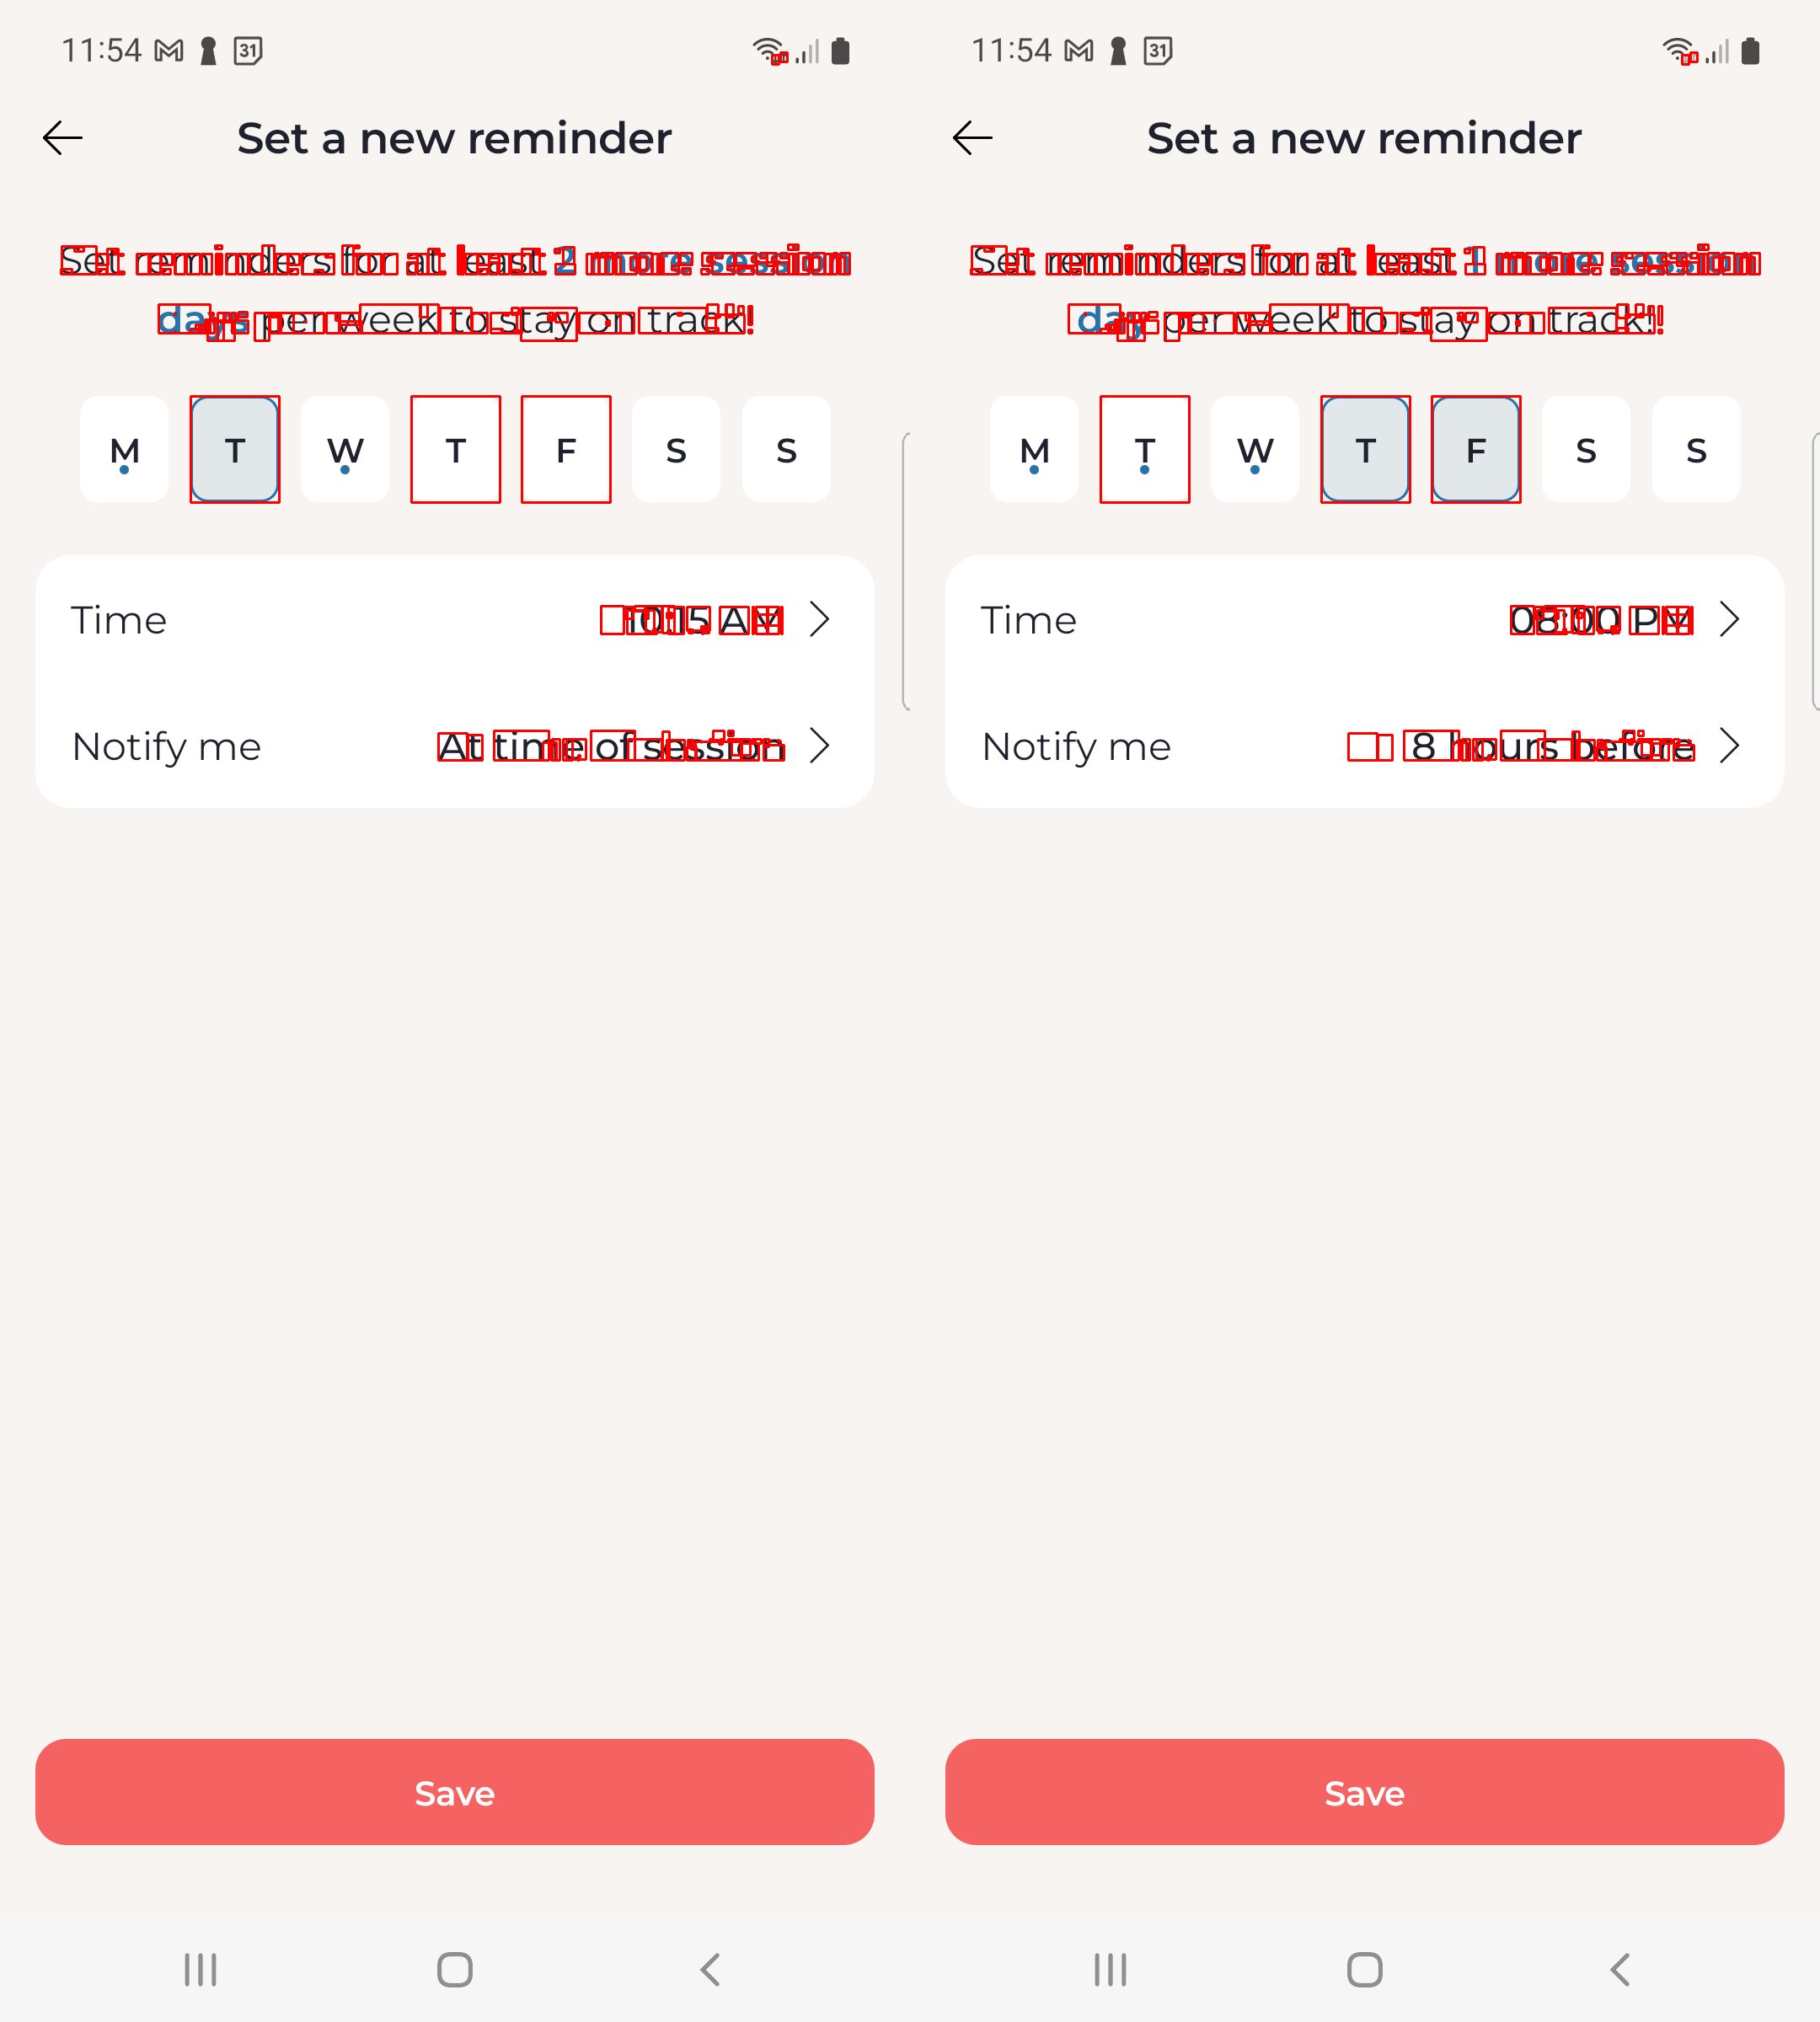 11:54 31
Set a new reminder
Set reminders for at least 2 more session
days per week to stay on track!
M T W T F S S
Time 10:15 AM
Notify me At time of session
Save
11:54 31
Set a new reminder
Set reminders for at least 1 more session
day per week to stay on track!
M T W T F S S
Time 08:00 PM
Notify me 8 hours before
Save